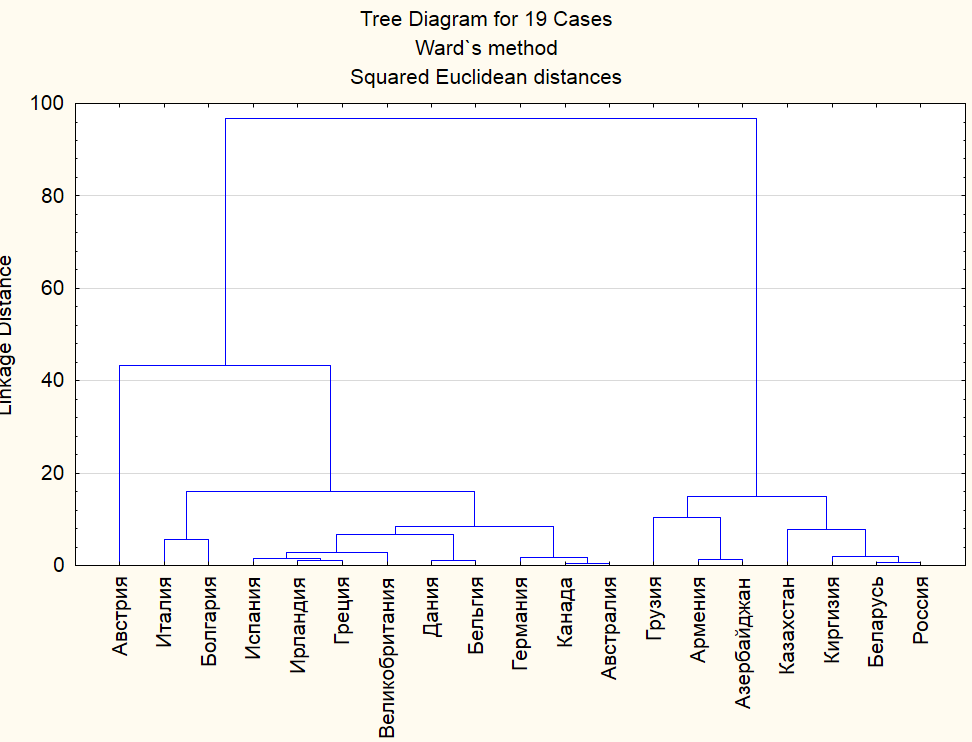 Tree Diagram for 19 Cases
Ward`s method
Squared Euclidean distances
100
80
60
40
20
0
Linkage Distance
Австрия
Италия
Болгария
Испания
Ирландия
Греция
Великобритания
Дания
Бельгия
Германия
Канада
Австралия
Грузия
Армения
Азербайджан
Казахстан
Киргизия
Беларусь
Россия